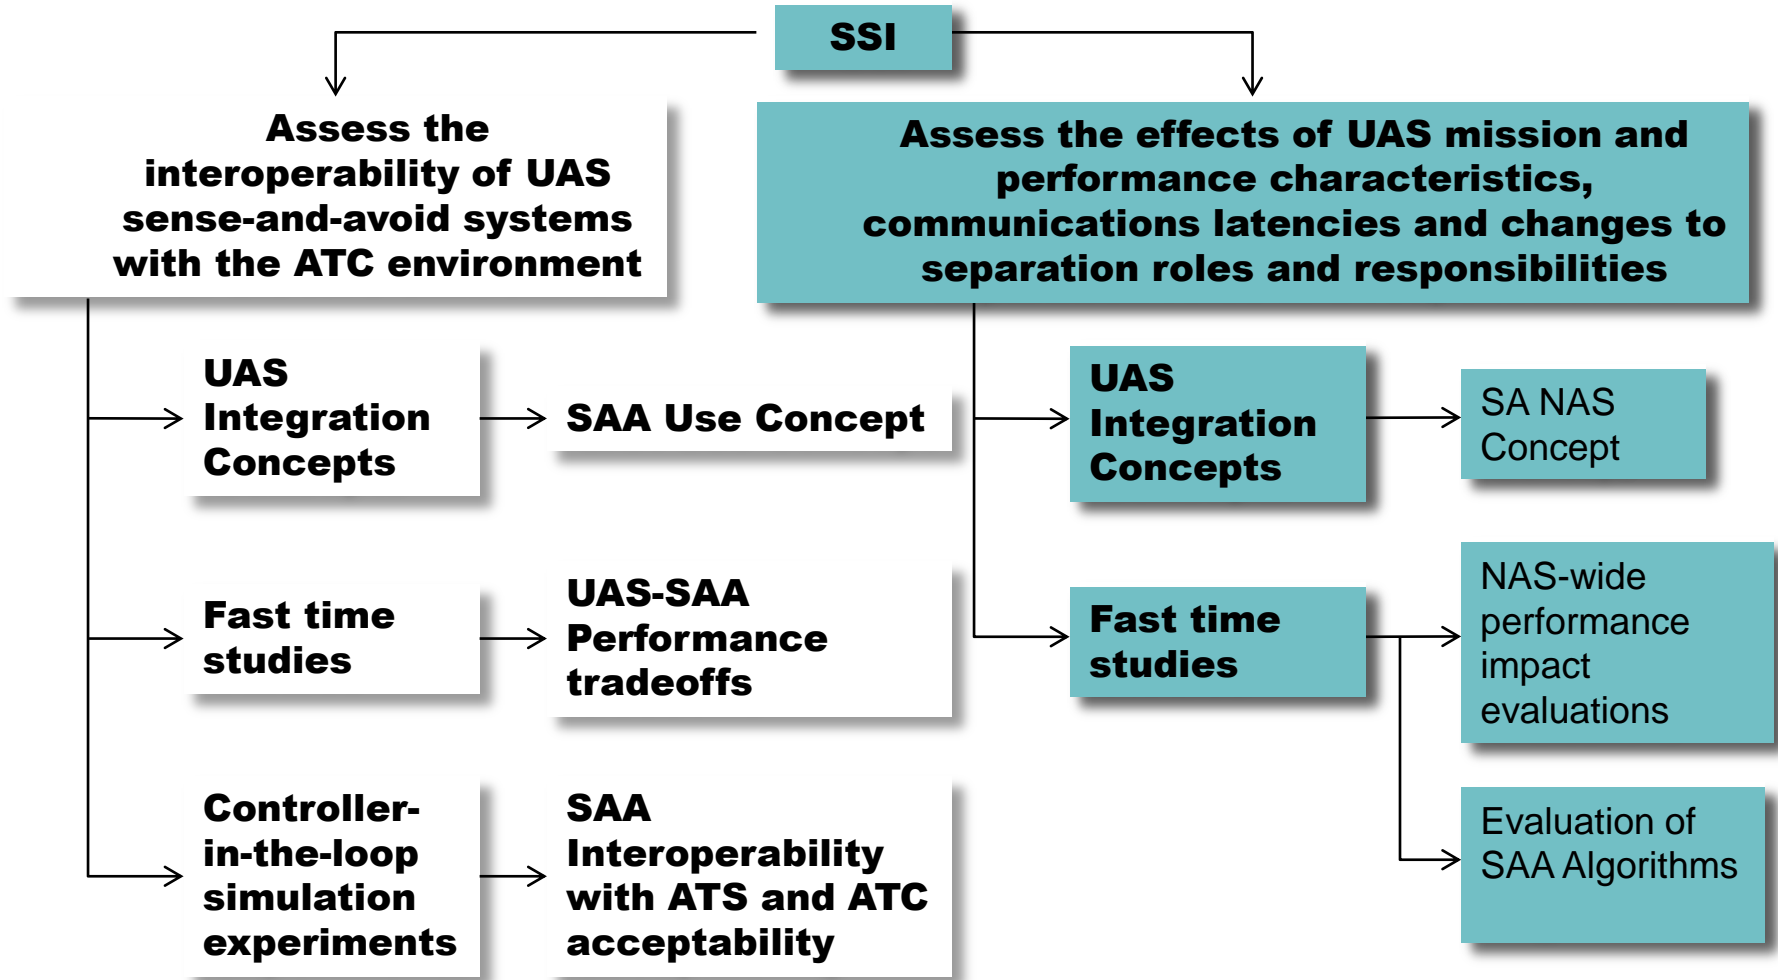 SSI
Assess the
interoperability of UAS
sense-and-avoid systems
with the ATC environment
Assess the effects of UAS mission and
performance characteristics,
communications latencies and changes to
separation roles and responsibilities
UAS
Integration
Concepts
SAA Use Concept
UAS
Integration
Concepts
SA NAS
Concept
Fast time
studies
UAS-SAA
Performance
tradeoffs
Fast time
studies
NAS-wide
performance
impact
evaluations
Controller-
in-the-loop
simulation
experiments
SAA
Interoperability
with ATS and ATC
acceptability
Evaluation of
SAA Algorithms